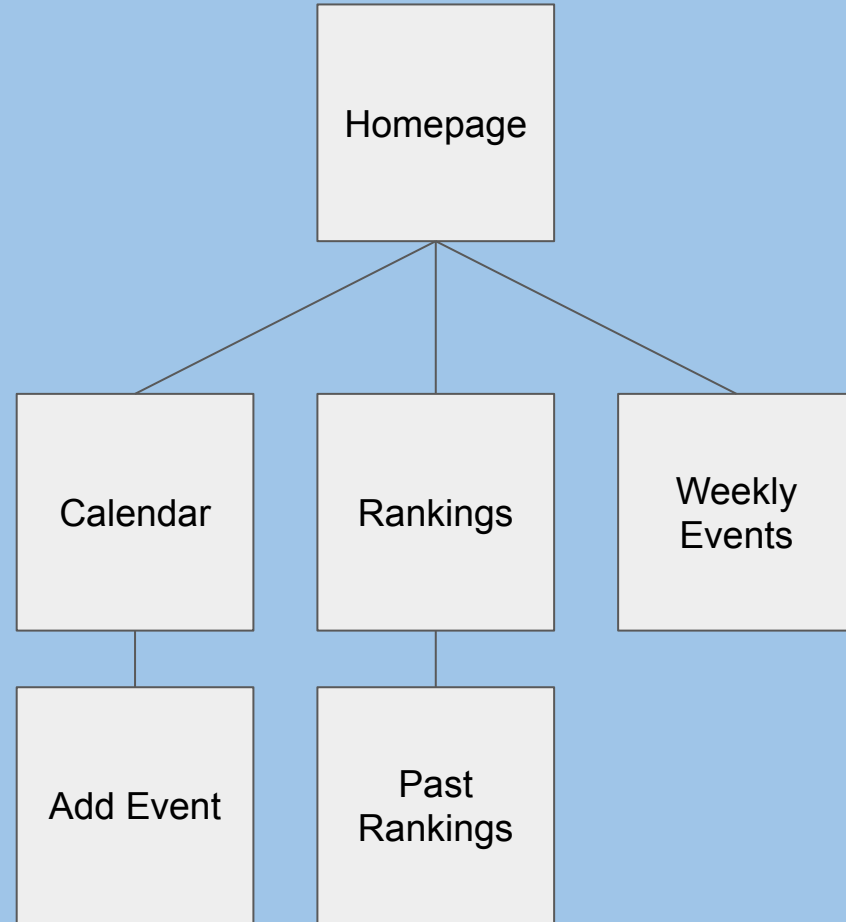 Homepage
Calendar
Rankings
Weekly
Events
Add Event
Past
Rankings